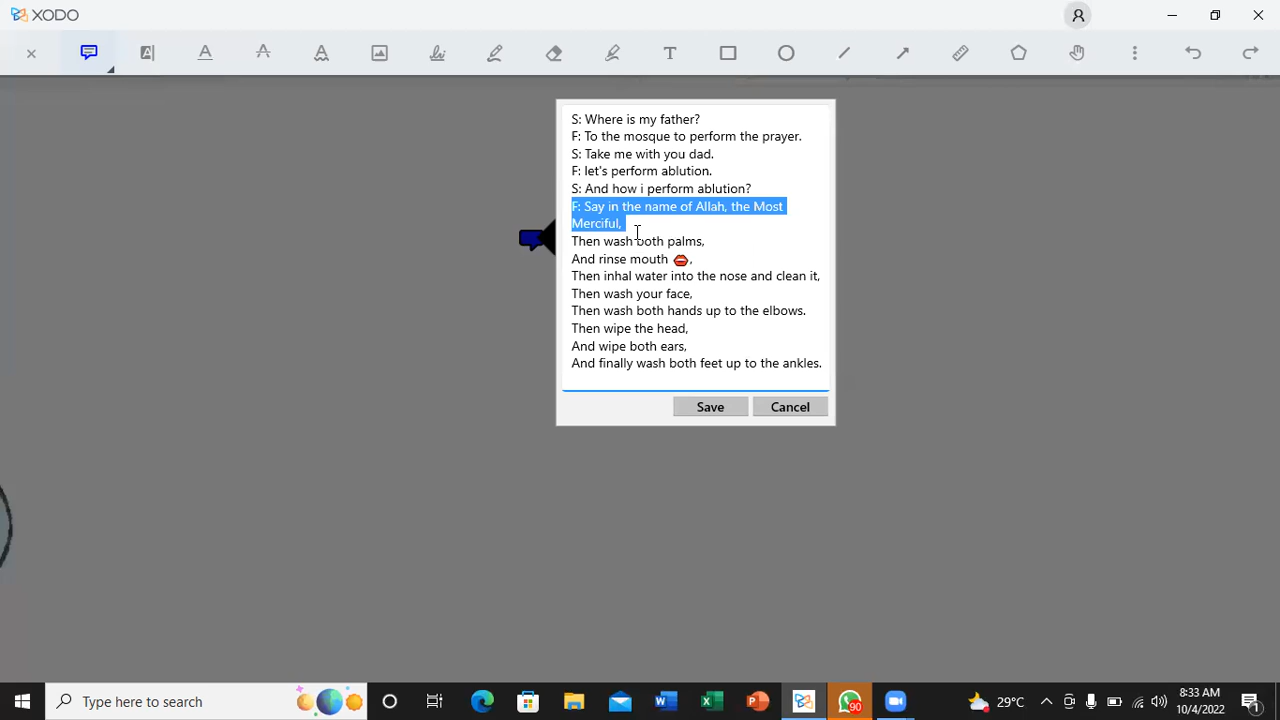 XODO
S: Where is my father?
F: To the mosque to perform the prayer.
S: Take me with you dad.
F: let's perform ablution.
S: And how i perform ablution?
F: Say in the name of Allah, the Most
Merciful,
Then wash both palms,
And rinse mouth 👄,
Then inhal water into the nose and clean it,
Then wash your face,
Then wash both hands up to the elbows.
Then wipe the head,
And wipe both ears,
And finally wash both feet up to the ankles.
Save Cancel
Type here to search
90
29°C
8:33 AM
10/4/2022
1